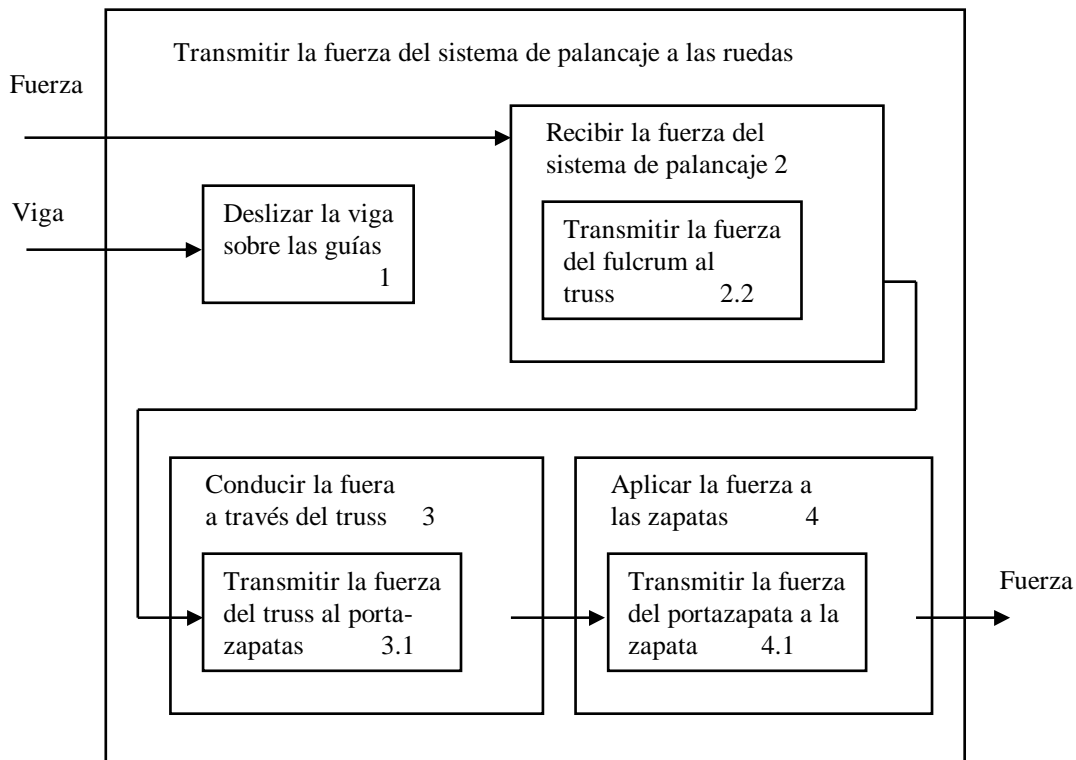 Transmitir la fuerza del sistema de palancaje a las ruedas
Fuerza
Recibir la fuerza del
sistema de palancaje 2
Viga
Deslizar la viga
sobre las guías
1
Transmitir la fuerza
del fulcrum al
truss 2.2
Conducir la fuera
a través del truss 3
Transmitir la fuerza
del truss al porta-
zapatas 3.1
Aplicar la fuerza a
las zapatas 4
Transmitir la fuerza
del portazapata a la
zapata 4.1
Fuerza